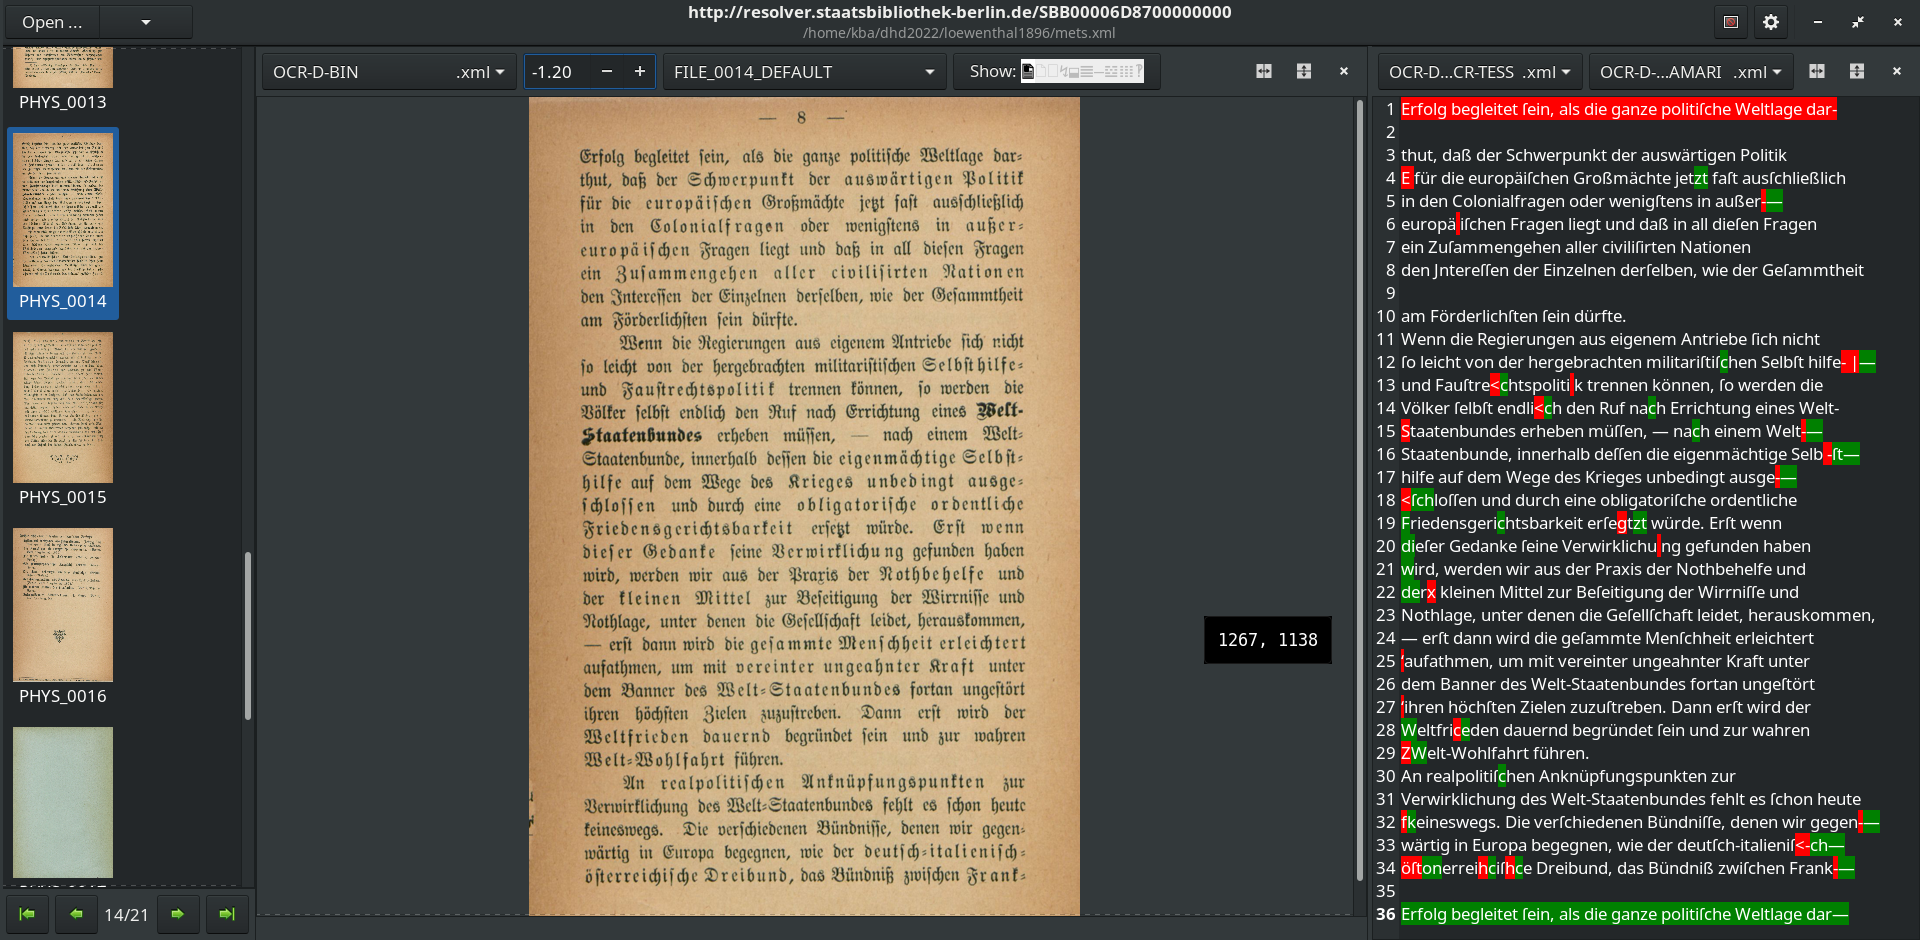 http://resolver.staatsbibliothek-berlin.de/SBB00006D8700000000
/home/kba/dhd2022/loewenthal1896/mets.xml
Open ...
PHYS_0013
PHYS_0014
PHYS_0015
PHYS_0016
14/21
OCR-D-BIN .xml
-1.20
FILE_0014_DEFAULT
Show:
— 8 —
Erfolg begleitet ſein, als die ganze politiſche Weltlage dar⸗
thut, daß der Schwerpunkt der auswärtigen Politik
für die europäiſchen Großmächte jetzt faſt ausſchließlich
in den Colonialfragen oder wenigſtens in außer⸗
europäiſchen Fragen liegt und daß in all dieſen Fragen
ein Zuſammengehen aller civiliſirten Nationen
den Intereſſen der Einzelnen derſelben, wie der Geſammtheit
am Förderlichſten ſein dürfte.
Wenn die Regierungen aus eigenem Antriebe ſich nicht
ſo leicht von der hergebrachten militariſtiſchen Selbſthilfe⸗
und Fauſtrechtspolitik trennen können, ſo werden die
Völker ſelbſt endlich den Ruf nach Errichtung eines Welt⸗
Staatenbundes erheben müſſen, — nach einem Welt⸗
Staatenbunde, innerhalb deſſen die eigenmächtige Selbſt⸗
hilfe auf dem Wege des Krieges unbedingt ausge⸗
ſchloſſen und durch eine obligatoriſche ordentliche
Friedensgerichtsbarkeit erſetzt würde. Erſt wenn
dieſer Gedanke ſeine Verwirklichung gefunden haben
wird, werden wir aus der Praxis der Nothbehelfe und
der kleinen Mittel zur Beſeitigung der Wirrniſſe und
Nothlage, unter denen die Geſellſchaft leidet, herauskommen,
— erſt dann wird die geſammte Menſchheit erleichtert
aufathmen, um mit vereinter ungeahnter Kraft unter
dem Banner des Welt⸗Staatenbundes fortan ungeſtört
ihren höchſten Zielen zuzuſtreben. Dann erſt wird der
Weltfrieden dauernd begründet ſein und zur wahren
Welt⸗Wohlfahrt führen.
An realpolitiſchen Anknüpfungspunkten zur
Verwirklichung des Welt⸗Staatenbundes fehlt es ſchon heute
keineswegs. Die verſchiedenen Bündniſſe, denen wir gegen⸗
wärtig in Europa begegnen, wie der deutſch⸗italieniſch⸗
öſterreichiſche Dreibund, das Bündniß zwiſchen Frank⸗
1267, 1138
OCR-D...CR-TESS .xml
OCR-D-...AMARI .xml
1 Erfolg begleitet ſein, als die ganze politiſche Weltlage dar-
2
3 thut, daß der Schwerpunkt der auswärtigen Politik
4 E für die europäiſchen Großmächte jetzt faſt ausſchließlich
5 in den Colonialfragen oder wenigſtens in außer-—
6 europäiſchen Fragen liegt und daß in all dieſen Fragen
7 ein Zuſammengehen aller civiliſirten Nationen
8 den Jntereſſen der Einzelnen derſelben, wie der Geſammtheit
9
10 am Förderlichſten ſein dürfte.
11 Wenn die Regierungen aus eigenem Antriebe ſich nicht
12 ſo leicht von der hergebrachten militariſtiſchen Selbſt hilfe- |—
13 und Fauſtre<chtspolitik trennen können, ſo werden die
14 Völker ſelbſt endli<ch den Ruf nach Errichtung eines Welt-
15 Staatenbundes erheben müſſen, — nach einem Welt-—
16 Staatenbunde, innerhalb deſſen die eigenmächtige Selb -ſt—
17 hilfe auf dem Wege des Krieges unbedingt ausge-—
18 <ſchloſſen und durch eine obligatoriſche ordentliche
19 Friedensgerichtsbarkeit erſegtzt würde. Erſt wenn
20 dieſer Gedanke ſeine Verwirklichung gefunden haben
21 wird, werden wir aus der Praxis der Nothbehelfe und
22 derx kleinen Mittel zur Beſeitigung der Wirrniſſe und
23 Nothlage, unter denen die Geſellſchaft leidet, herauskommen,
24 — erſt dann wird die geſammte Menſchheit erleichtert
25 ‘aufathmen, um mit vereinter ungeahnter Kraft unter
26 dem Banner des Welt-Staatenbundes fortan ungeſtört
27 ‘ihren höchſten Zielen zuzuſtreben. Dann erſt wird der
28 Weltfriceden dauernd begründet ſein und zur wahren
29 ZWelt-Wohlfahrt führen.
30 An realpolitiſchen Anknüpfungspunkten zur
31 Verwirklichung des Welt-Staatenbundes fehlt es ſchon heute
32 fkeineswegs. Die verſchiedenen Bündniſſe, denen wir gegen-—
33 wärtig in Europa begegnen, wie der deutſch-italieniſ<-ch—
34 öſtonerreihciſhce Dreibund, das Bündniß zwiſchen Frank-—
35
36 Erfolg begleitet ſein, als die ganze politiſche Weltlage dar—